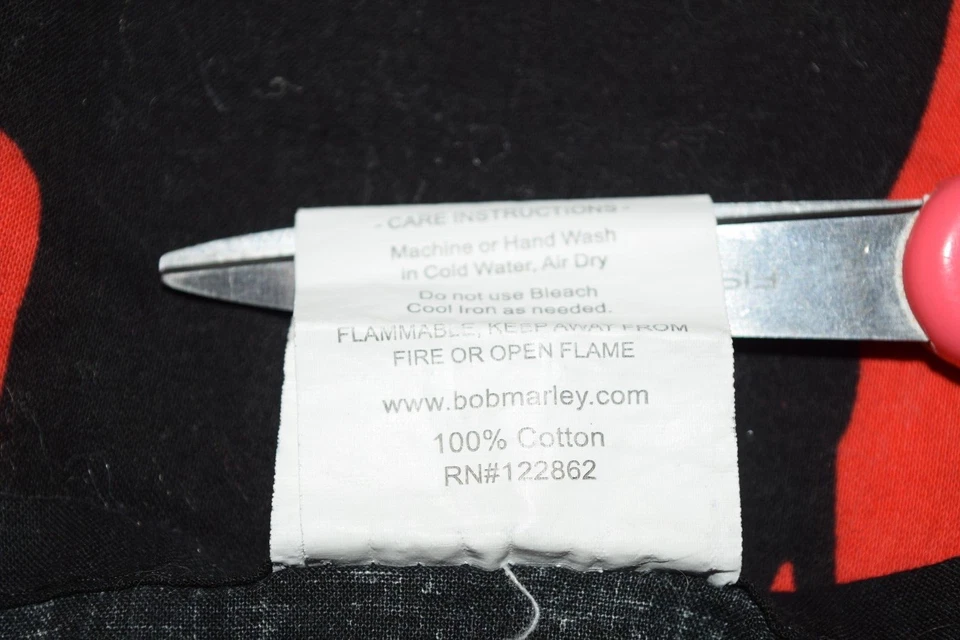 - CARE INSTRUCTIONS -
Machine or Hand Wash
in Cold Water, Air Dry
Do not use Bleach
Cool Iron as needed.
FLAMMABLE, KEEP AWAY FROM
FIRE OR OPEN FLAME
www.bobmarley.com
100% Cotton
RN#122862